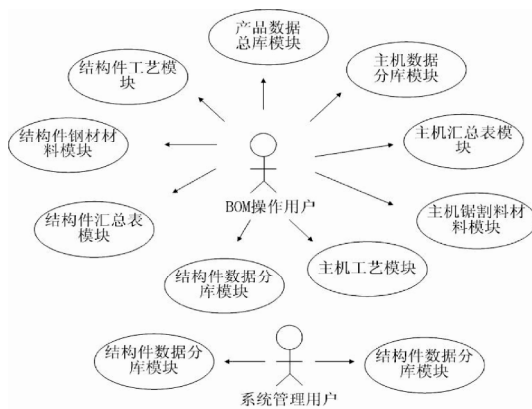 产品数据
总库模块
结构件工艺模
块
主机数据
分库模块
结构件钢材材
料模块
主机汇总表模
块
BOM操作用户
结构件汇总表
模块
主机锯割料材
料模块
结构件数据分
库模块
主机工艺模块
结构件数据分
库模块
结构件数据分
库模块
系统管理用户